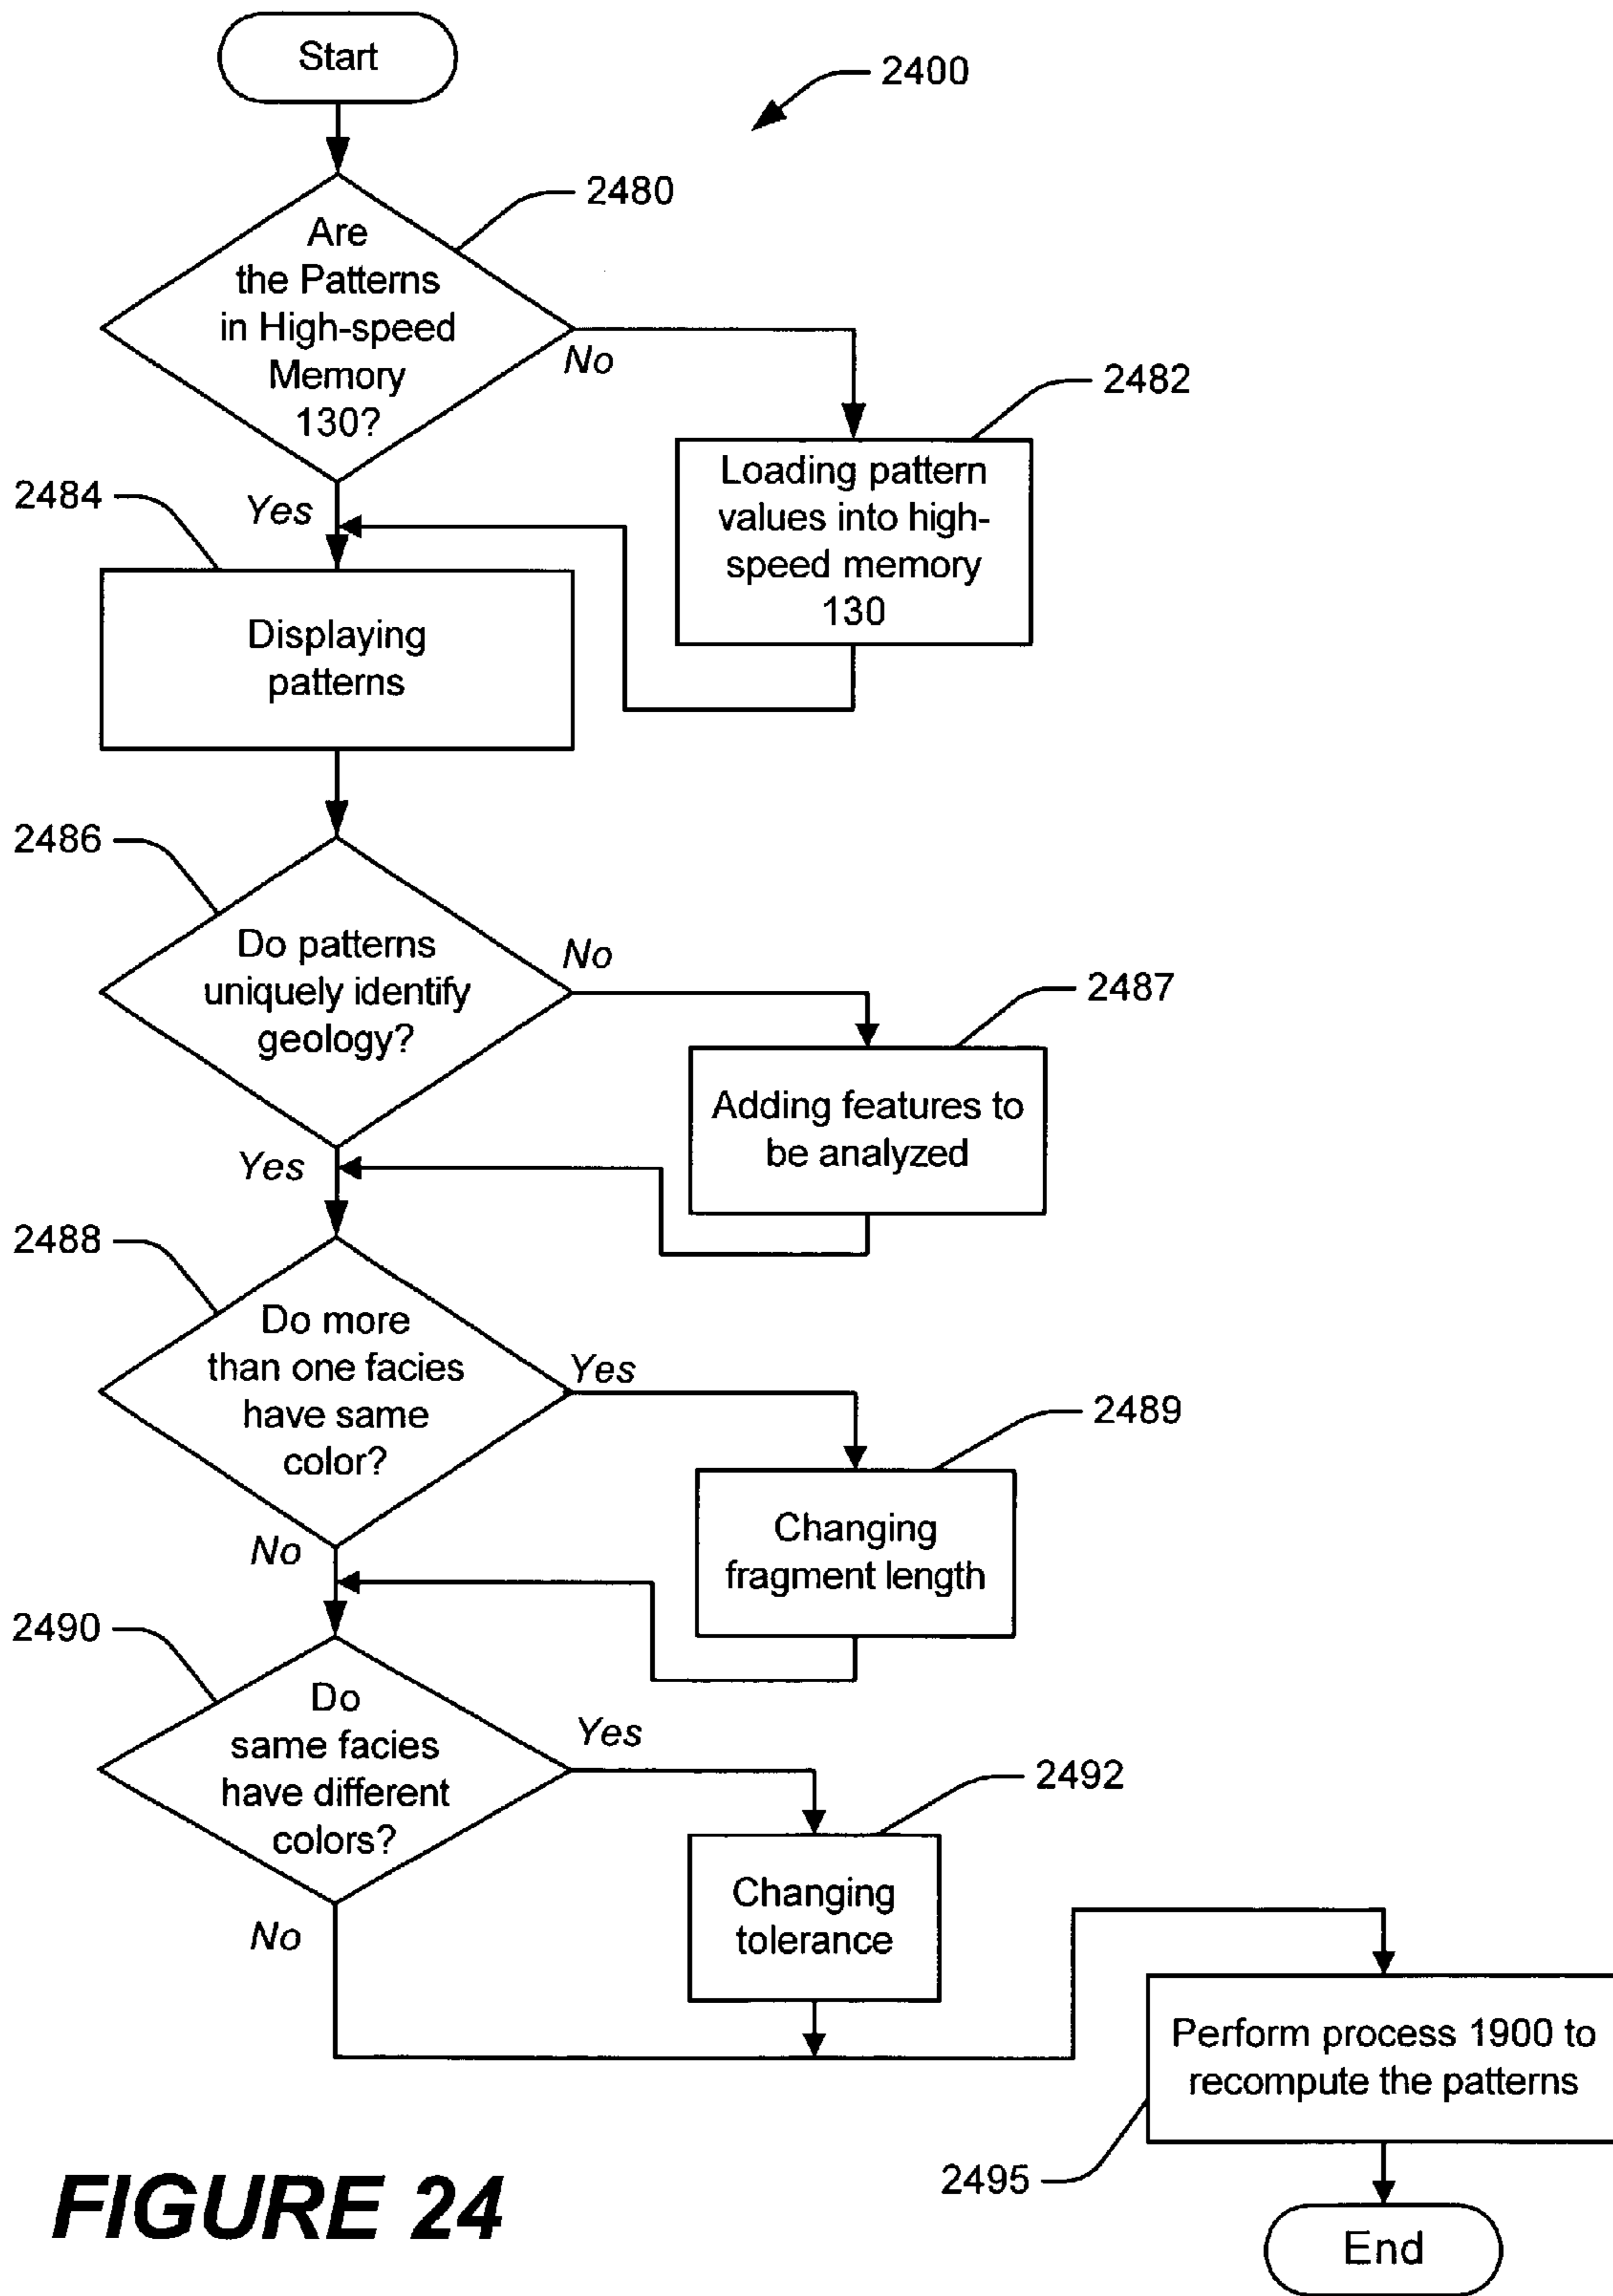 Start
2400
2480
Are
the Patterns
in High-speed
Memory
130?
No
2482
Loading pattern
values into high-
speed memory
130
2484
Yes
Displaying
patterns
2486
Do patterns
uniquely identify
geology?
No
2487
Adding features to
be analyzed
Yes
2488
Do more
than one facies
have same
color?
Yes
2489
Changing
fragment length
No
2490
Do
same facies
have different
colors?
Yes
2492
Changing
tolerance
No
Perform process 1900 to
recompute the patterns
2495
End
FIGURE 24